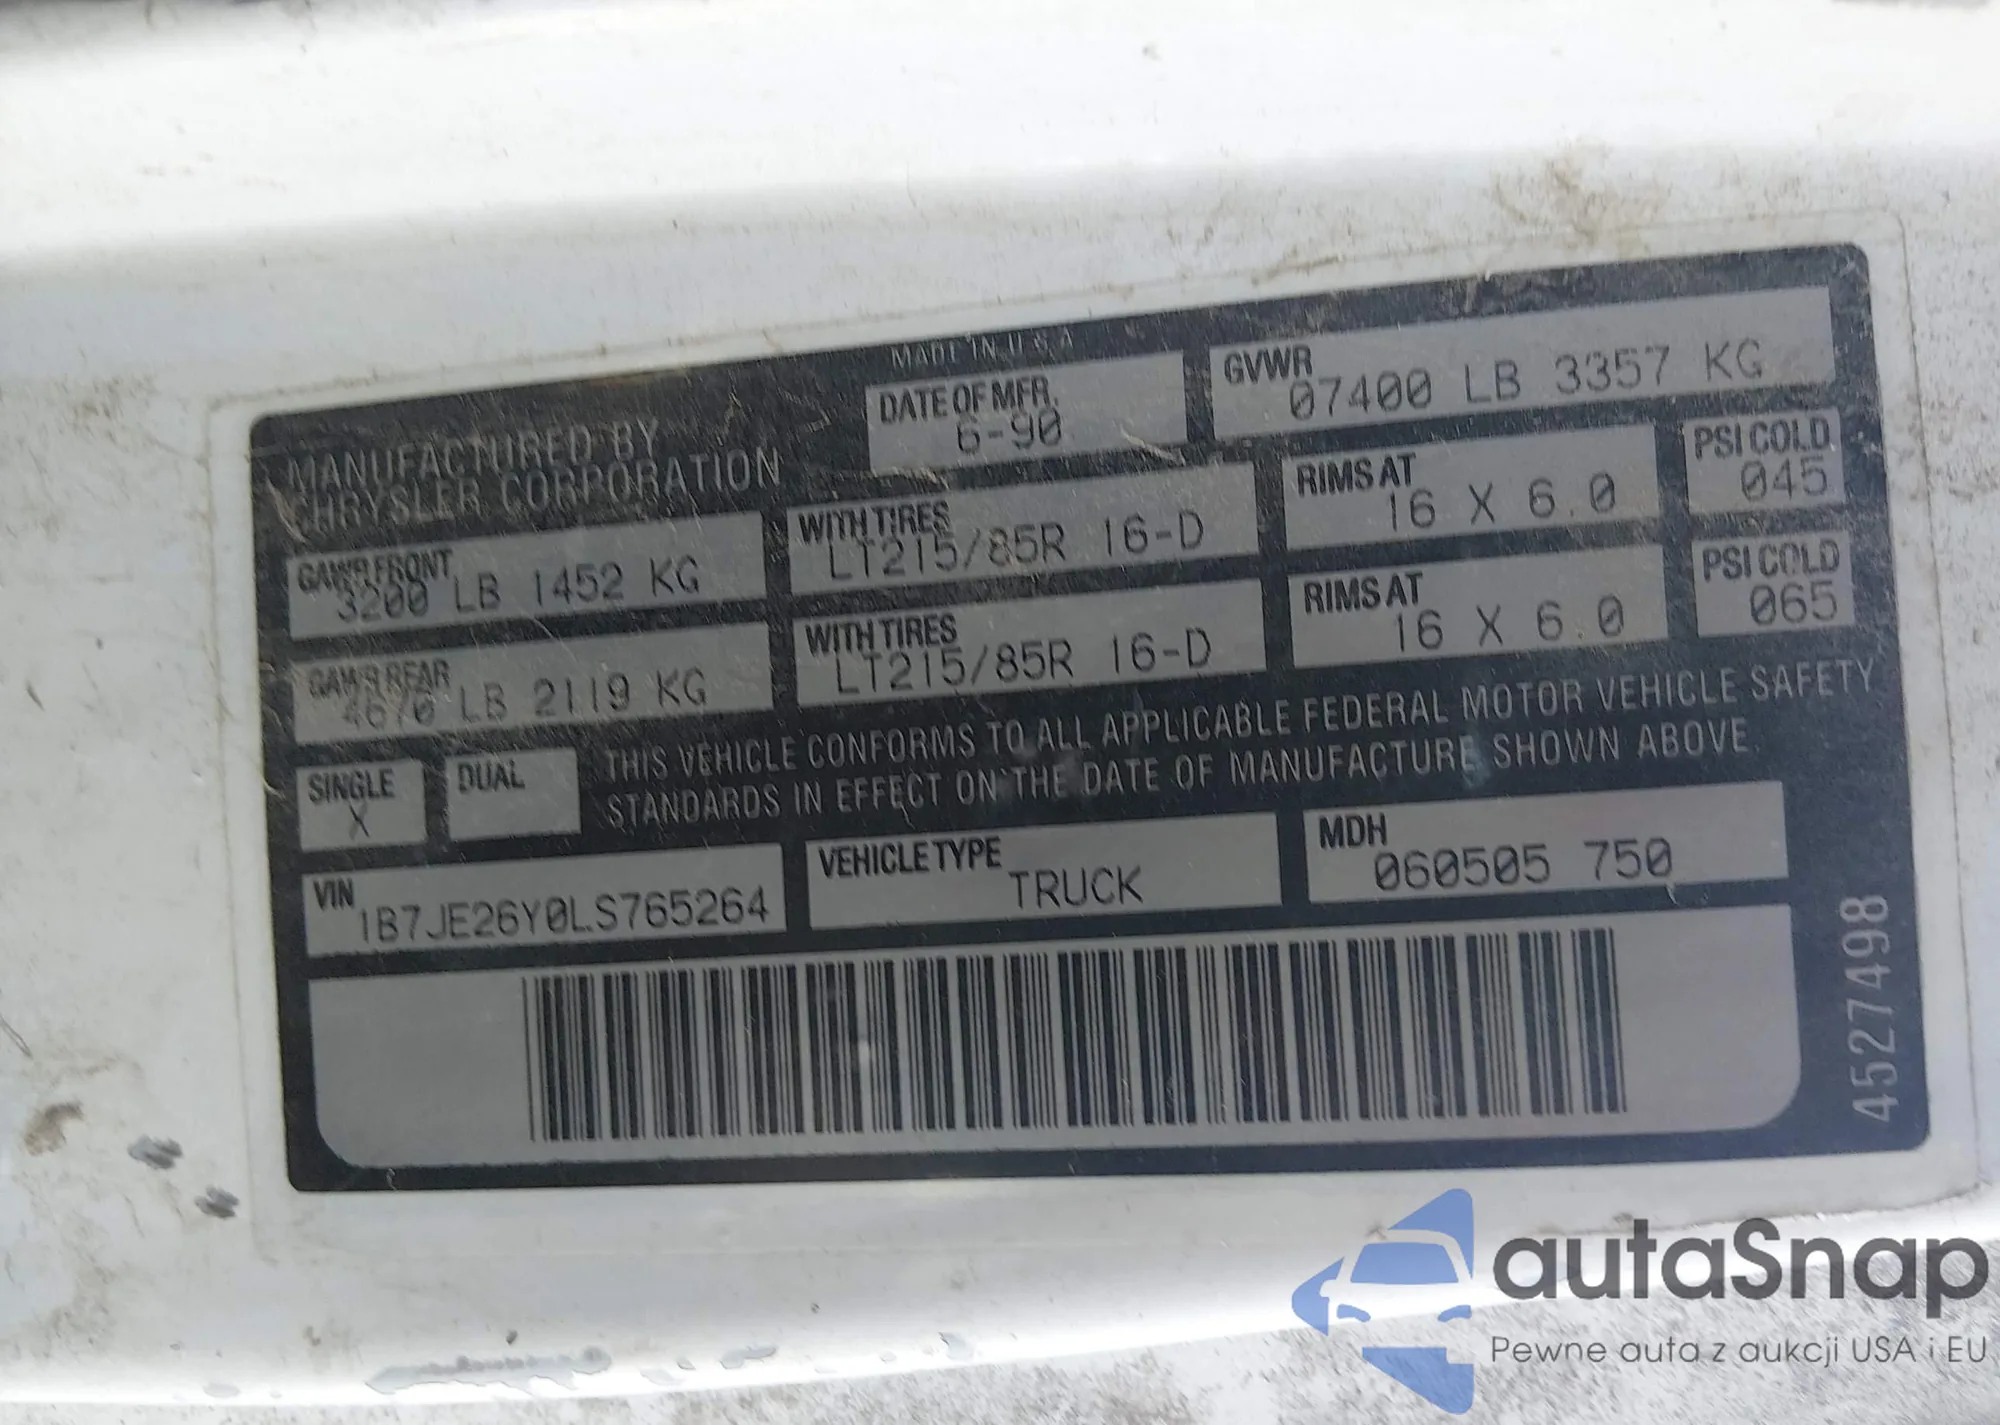 MADE IN U S A
MANUFACTURED BY
CHRYSLER CORPORATION
DATE OF MFR.
6-90
GVWR
07400 LB 3357 KG
GAWR FRONT
3200 LB 1452 KG
WITH TIRES
LT215/85R 16-D
RIMS AT
16 X 6.0
PSI COLD
045
GAWR REAR
4670 LB 2119 KG
WITH TIRES
LT215/85R 16-D
RIMS AT
16 X 6.0
PSI COLD
065
SINGLE
X
DUAL
THIS VEHICLE CONFORMS TO ALL APPLICABLE FEDERAL MOTOR VEHICLE SAFETY
STANDARDS IN EFFECT ON THE DATE OF MANUFACTURE SHOWN ABOVE.
VIN
1B7JE26Y0LS765264
VEHICLE TYPE
TRUCK
MDH
060505 750
4527498
autaSnap
Pewne auta z aukcji USA i EU